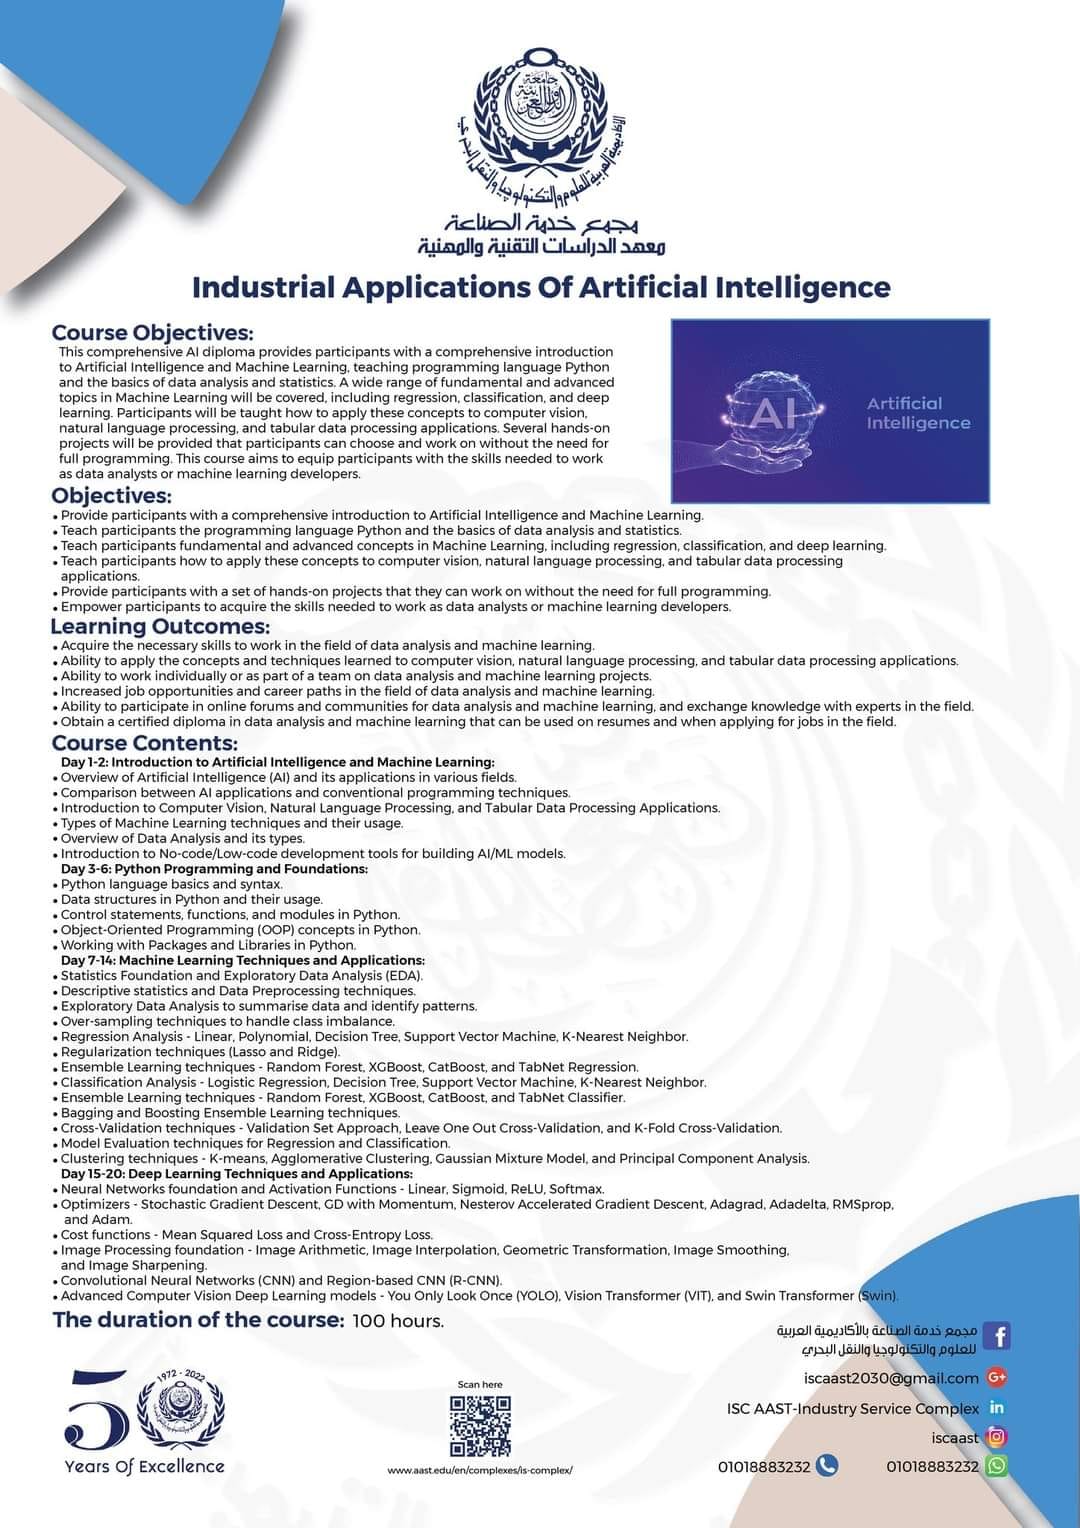 جامعة الدول العربية
الأكاديمية العربية للعلوم والتكنولوجيا والنقل البحري
مجمع خدمة الصناعة
معهد الدراسات التقنية والمهنية
Industrial Applications Of Artificial Intelligence
Course Objectives:
This comprehensive AI diploma provides participants with a comprehensive introduction
to Artificial Intelligence and Machine Learning, teaching programming language Python
and the basics of data analysis and statistics. A wide range of fundamental and advanced
topics in Machine Learning will be covered, including regression, classification, and deep
learning. Participants will be taught how to apply these concepts to computer vision,
natural language processing, and tabular data processing applications. Several hands-on
projects will be provided that participants can choose and work on without the need for
full programming. This course aims to equip participants with the skills needed to work
as data analysts or machine learning developers.
AI
Artificial
Intelligence
Objectives:
• Provide participants with a comprehensive introduction to Artificial Intelligence and Machine Learning.
• Teach participants the programming language Python and the basics of data analysis and statistics.
• Teach participants fundamental and advanced concepts in Machine Learning, including regression, classification, and deep learning.
• Teach participants how to apply these concepts to computer vision, natural language processing, and tabular data processing
applications.
• Provide participants with a set of hands-on projects that they can work on without the need for full programming.
• Empower participants to acquire the skills needed to work as data analysts or machine learning developers.
Learning Outcomes:
• Acquire the necessary skills to work in the field of data analysis and machine learning.
• Ability to apply the concepts and techniques learned to computer vision, natural language processing, and tabular data processing applications.
• Ability to work individually or as part of a team on data analysis and machine learning projects.
• Increased job opportunities and career paths in the field of data analysis and machine learning.
• Ability to participate in online forums and communities for data analysis and machine learning, and exchange knowledge with experts in the field.
• Obtain a certified diploma in data analysis and machine learning that can be used on resumes and when applying for jobs in the field.
Course Contents:
Day 1-2: Introduction to Artificial Intelligence and Machine Learning:
• Overview of Artificial Intelligence (AI) and its applications in various fields.
• Comparison between AI applications and conventional programming techniques.
• Introduction to Computer Vision, Natural Language Processing, and Tabular Data Processing Applications.
• Types of Machine Learning techniques and their usage.
• Overview of Data Analysis and its types.
• Introduction to No-code/Low-code development tools for building AI/ML models.
Day 3-6: Python Programming and Foundations:
• Python language basics and syntax.
• Data structures in Python and their usage.
• Control statements, functions, and modules in Python.
• Object-Oriented Programming (OOP) concepts in Python.
• Working with Packages and Libraries in Python.
Day 7-14: Machine Learning Techniques and Applications:
• Statistics Foundation and Exploratory Data Analysis (EDA).
• Descriptive statistics and Data Preprocessing techniques.
• Exploratory Data Analysis to summarise data and identify patterns.
• Over-sampling techniques to handle class imbalance.
• Regression Analysis - Linear, Polynomial, Decision Tree, Support Vector Machine, K-Nearest Neighbor.
• Regularization techniques (Lasso and Ridge).
• Ensemble Learning techniques - Random Forest, XGBoost, CatBoost, and TabNet Regression.
• Classification Analysis - Logistic Regression, Decision Tree, Support Vector Machine, K-Nearest Neighbor.
• Ensemble Learning techniques - Random Forest, XGBoost, CatBoost, and TabNet Classifier.
• Bagging and Boosting Ensemble Learning techniques.
• Cross-Validation techniques - Validation Set Approach, Leave One Out Cross-Validation, and K-Fold Cross-Validation.
• Model Evaluation techniques for Regression and Classification.
• Clustering techniques - K-means, Agglomerative Clustering, Gaussian Mixture Model, and Principal Component Analysis.
Day 15-20: Deep Learning Techniques and Applications:
• Neural Networks foundation and Activation Functions - Linear, Sigmoid, ReLU, Softmax.
• Optimizers - Stochastic Gradient Descent, GD with Momentum, Nesterov Accelerated Gradient Descent, Adagrad, Adadelta, RMSprop,
and Adam.
• Cost functions - Mean Squared Loss and Cross-Entropy Loss.
• Image Processing foundation - Image Arithmetic, Image Interpolation, Geometric Transformation, Image Smoothing,
and Image Sharpening.
• Convolutional Neural Networks (CNN) and Region-based CNN (R-CNN).
• Advanced Computer Vision Deep Learning models - You Only Look Once (YOLO), Vision Transformer (VIT), and Swin Transformer (Swin).
The duration of the course: 100 hours.
مجمع خدمة الصناعة بالأكاديمية العربية
للعلوم والتكنولوجيا والنقل البحري
iscaast2030@gmail.com
ISC AAST-Industry Service Complex
iscaast
01018883232
01018883232
50
1972 - 2022
Years Of Excellence
Scan here
www.aast.edu/en/complexes/is-complex/